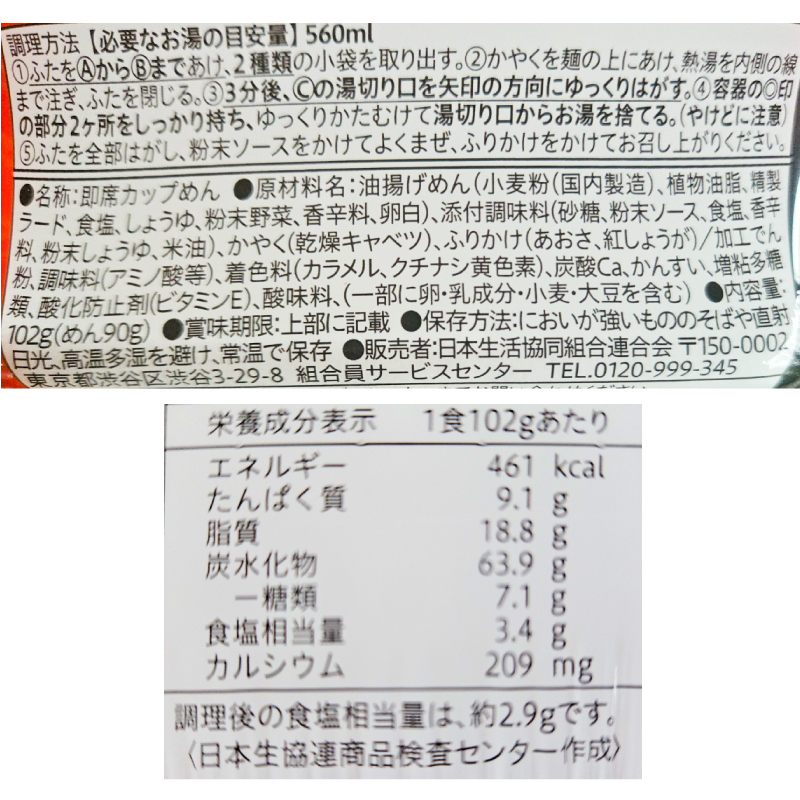 調理方法【必要なお湯の目安量】560ml
①ふたをⒶからⒷまであけ、2種類の小袋を取り出す。②かやくを麺の上にあけ、熱湯を内側の線
まで注ぎ、ふたを閉じる。③3分後、Ⓒの湯切り口を矢印の方向にゆっくりはがす。④容器の◎印
の部分2ヶ所をしっかり持ち、ゆっくりかたむけて湯切り口からお湯を捨てる。(やけどに注意)
⑤ふたを全部はがし、粉末ソースをかけてよくまぜ、ふりかけをかけてお召し上がりください。
●名称:即席カップめん ●原材料名:油揚げめん(小麦粉(国内製造)、植物油脂、精製
ラード、食塩、しょうゆ、粉末野菜、香辛料、卵白)、添付調味料(砂糖、粉末ソース、食塩、香辛
料、粉末しょうゆ、米油)、かやく(乾燥キャベツ)、ふりかけ(あおさ、紅しょうが)/加工でん
粉、調味料(アミノ酸等)、着色料(カラメル、クチナシ黄色素)、炭酸Ca、かんすい、増粘多糖
類、酸化防止剤(ビタミンE)、酸味料、(一部に卵・乳成分・小麦・大豆を含む) ●内容量:
102g(めん90g) ●賞味期限:上部に記載 ●保存方法:においが強いもののそばや直射
日光、高温多湿を避け、常温で保存 ●販売者:日本生活協同組合連合会 〒150-0002
東京都渋谷区渋谷3-29-8 組合員サービスセンター TEL.0120-999-345
栄養成分表示 1食102gあたり
エネルギー 461 kcal
たんぱく質 9.1 g
脂質 18.8 g
炭水化物 63.9 g
－糖類 7.1 g
食塩相当量 3.4 g
カルシウム 209 mg
調理後の食塩相当量は、約2.9gです。
〈日本生協連商品検査センター作成〉